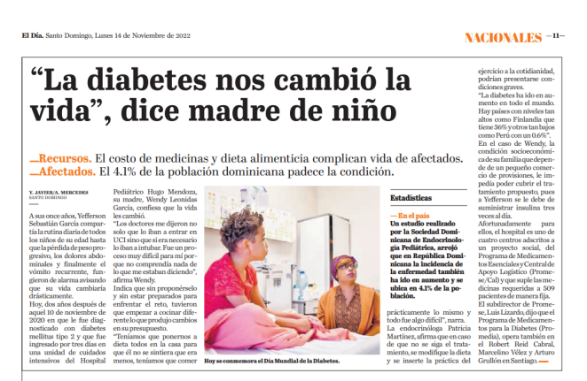 El Día. Santo Domingo, Lunes 14 de Noviembre de 2022
NACIONALES —11—
“La diabetes nos cambió la
vida”, dice madre de niño
—Recursos. El costo de medicinas y dieta alimenticia complican vida de afectados.
—Afectados. El 4.1% de la población dominicana padece la condición.
Y. JAVIER/A. MERCEDES
SANTO DOMINGO
A sus once años, Yefferson
Sebastián García compar-
tía la rutina diaria de todos
los niños de su edad hasta
que la pérdida de peso pro-
gresivo, los dolores abdo-
minales y finalmente el
vómito recurrente, fun-
gieron de alarma avisando
que su vida cambiaría
drásticamente.
Hoy, dos años después de
aquel 10 de noviembre de
2020 en que le fue diag-
nosticado con diabetes
mellitus tipo 2 y que fue
ingresado por tres días en
una unidad de cuidados
intensivos del Hospital
Pediátrico Hugo Mendoza,
su madre, Wendy Leonidas
García, confiesa que la vida
les cambió.
“Los doctores me dijeron no
solo que lo iban a entrar en
UCI sino que si era necesario
lo iban a intubar. Fue un pro-
ceso muy difícil para mí por-
que no comprendía nada de
lo que me estaban diciendo”,
afirma Wendy.
Indica que sin proponérselo
y sin estar preparados para
enfrentar el reto, tuvieron
que empezar a cocinar dife-
rente lo que produjo cambios
en su presupuesto.
“Teníamos que ponernos a
dieta todos en la casa para
que él no se sintiera que era
menos, teníamos que comer
Hoy se conmemora el Día Mundial de la Diabetes.
Estadísticas
— En el país
Un estudio realizado
por la Sociedad Domi-
nicana de Endocrinolo-
gía Pediátrica, arrojó
que en República Domi-
nicana la incidencia de
la enfermedad también
ha ido en aumento y se
ubica en 4.1% de la po-
blación.
prácticamente lo mismo y
todo fue algo difícil”, narra.
La endocrinóloga Patricia
Martínez, afirma que en caso
de que no se siga el trata-
miento, se modifique la dieta
y se inserte la práctica del
ejercicio a la cotidianidad,
podrían presentarse con-
diciones graves.
“La diabetes ha ido en au-
mento en todo el mundo.
Hay países con niveles tan
altos como Finlandia que
tiene 36% y otros tan bajos
como Perú con un 0.6%”.
En el caso de Wendy, la
condición socioeconómi-
ca de su familia que depen-
de de un pequeño comer-
cio de provisiones, le im-
pedía poder cubrir el tra-
tamiento propuesto, pues
a Yefferson se le debe de
suministrar insulina tres
veces al día.
Afortunadamente para
ellos, el hospital es uno de
cuatro centros adscritos a
un proyecto social, del
Programa de Medicamen-
tos Esenciales y Central de
Apoyo Logístico (Prome-
se/Cal) y que suple las me-
dicinas requeridas a 309
pacientes de manera fija.
El subdirector de Prome-
se, Luis Lizardo, dijo que el
Programa de Medicamen-
tos para la Diabetes (Pro-
media), opera también en
el Robert Reid Cabral,
Marcelino Vélez y Arturo
Grullón en Santiago.